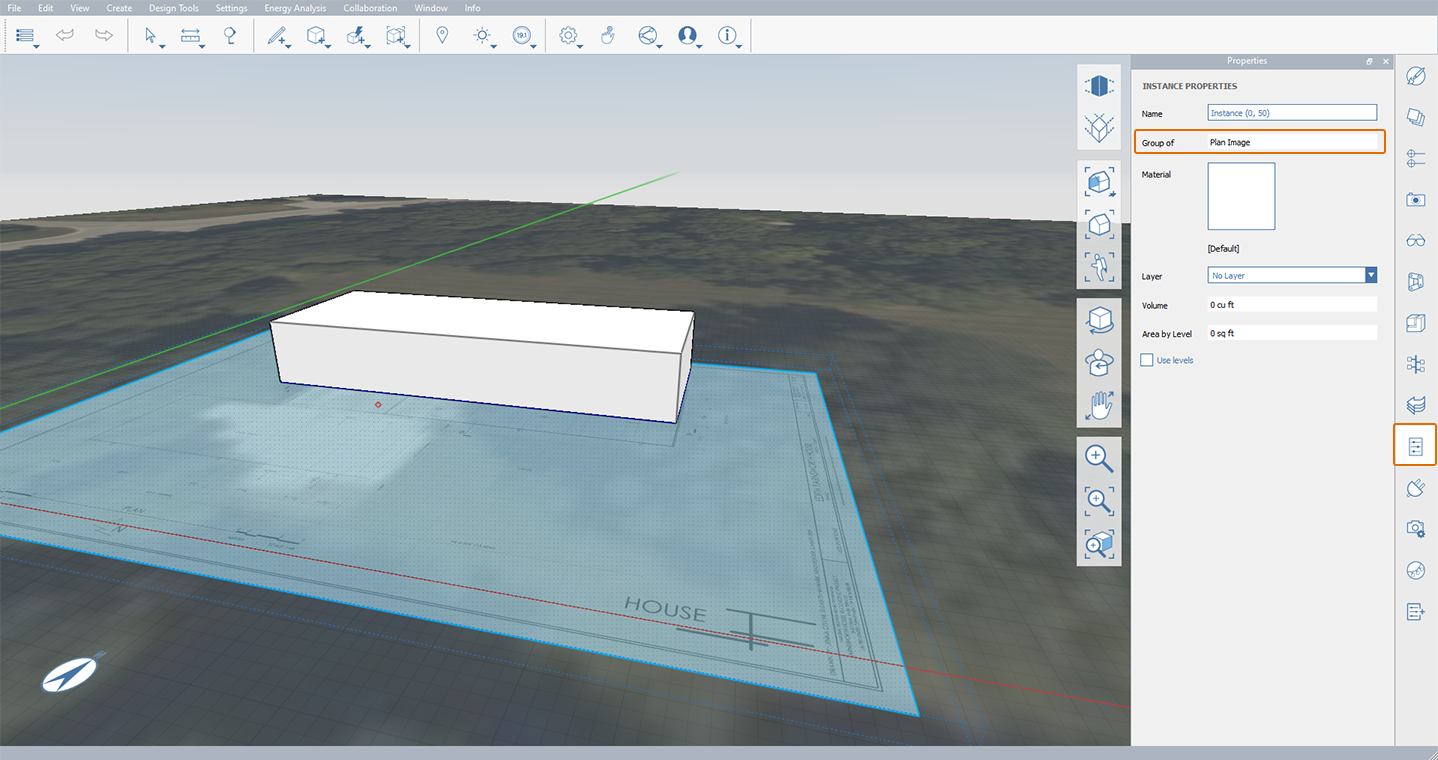 File Edit View Create Design Tools Settings Energy Analysis Collaboration Window Info
191
Properties
INSTANCE PROPERTIES
Name Instance (0, 50)
Group of Plan Image
Material
[Default]
Layer No Layer
Volume 0 cu ft
Area by Level 0 sq ft
Use levels
PLAN
N
HOUSE